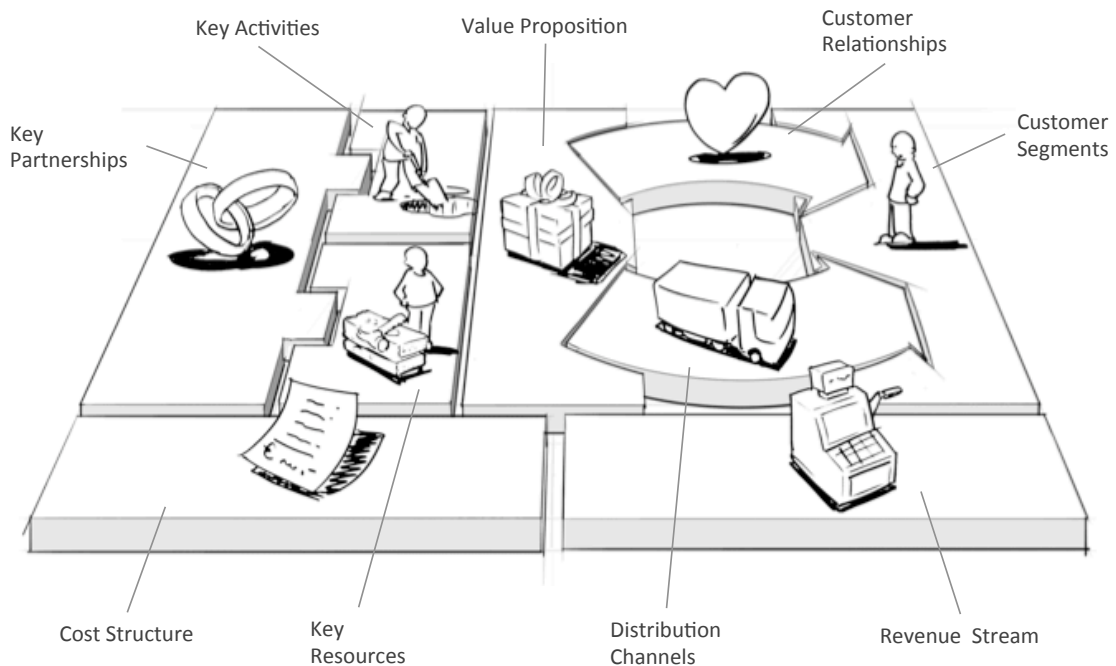 Key Activities
Value Proposition
Customer
Relationships
Key
Partnerships
Customer
Segments
Cost Structure
Key
Resources
Distribution
Channels
Revenue Stream